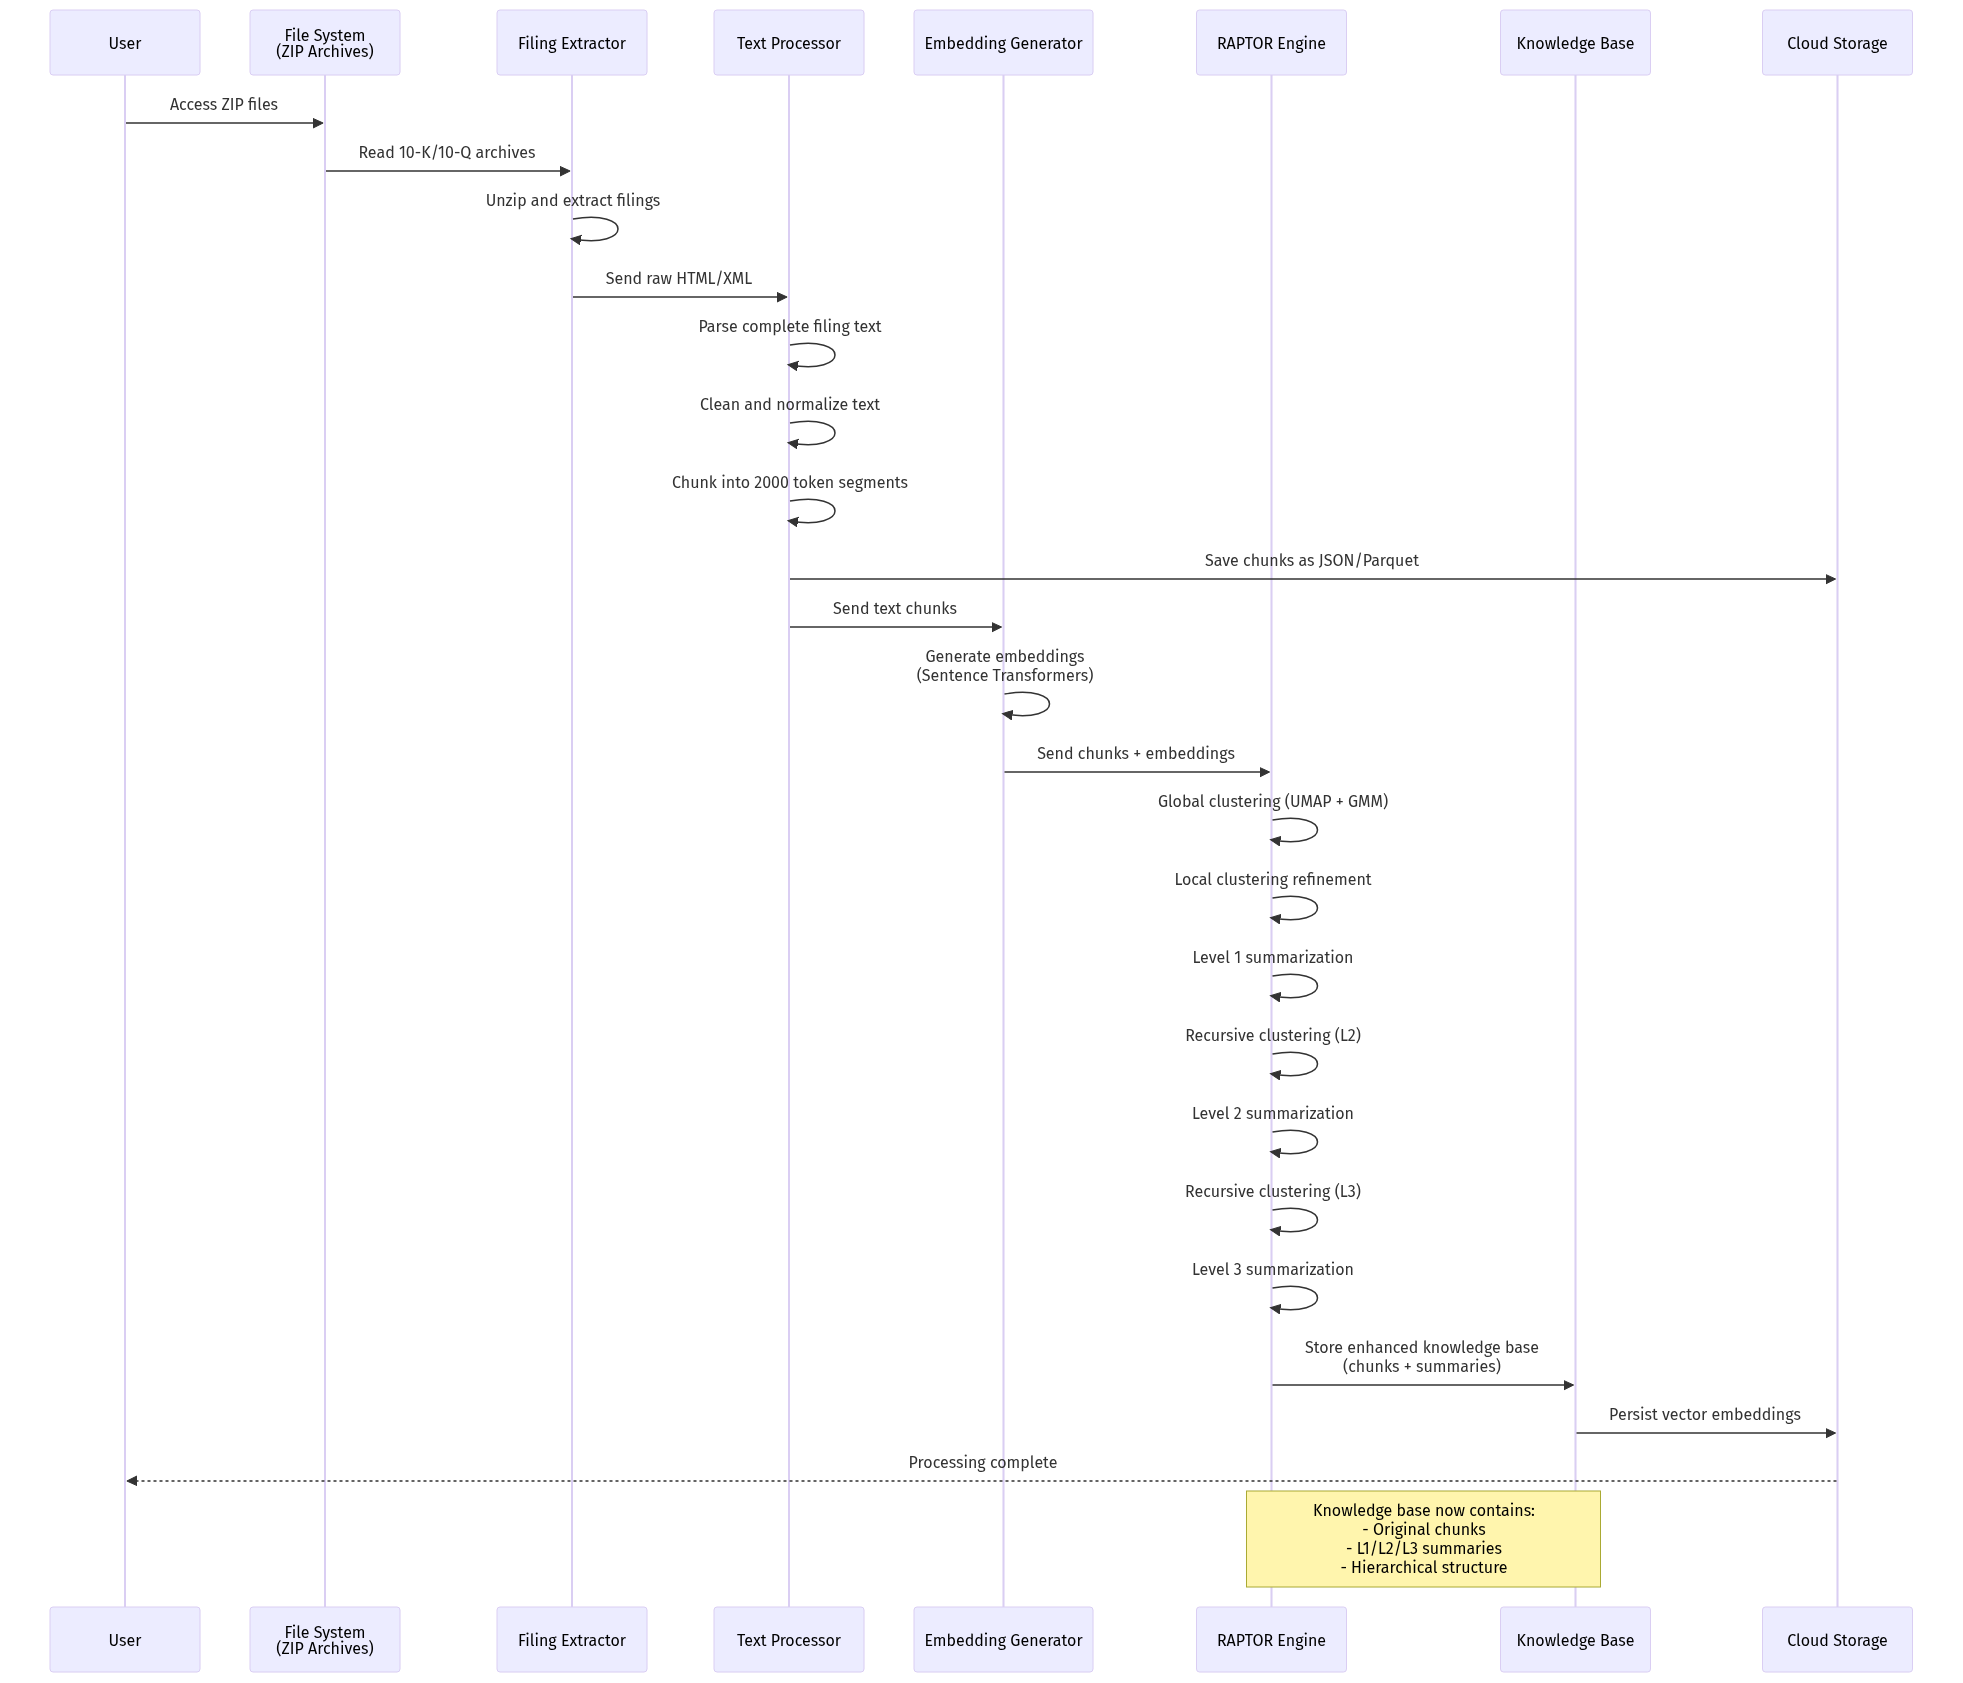 User
File System
(ZIP Archives)
Filing Extractor
Text Processor
Embedding Generator
RAPTOR Engine
Knowledge Base
Cloud Storage
Access ZIP files
Read 10-K/10-Q archives
Unzip and extract filings
Send raw HTML/XML
Parse complete filing text
Clean and normalize text
Chunk into 2000 token segments
Save chunks as JSON/Parquet
Send text chunks
Generate embeddings
(Sentence Transformers)
Send chunks + embeddings
Global clustering (UMAP + GMM)
Local clustering refinement
Level 1 summarization
Recursive clustering (L2)
Level 2 summarization
Recursive clustering (L3)
Level 3 summarization
Store enhanced knowledge base
(chunks + summaries)
Persist vector embeddings
Processing complete
Knowledge base now contains:
- Original chunks
- L1/L2/L3 summaries
- Hierarchical structure
User
File System
(ZIP Archives)
Filing Extractor
Text Processor
Embedding Generator
RAPTOR Engine
Knowledge Base
Cloud Storage